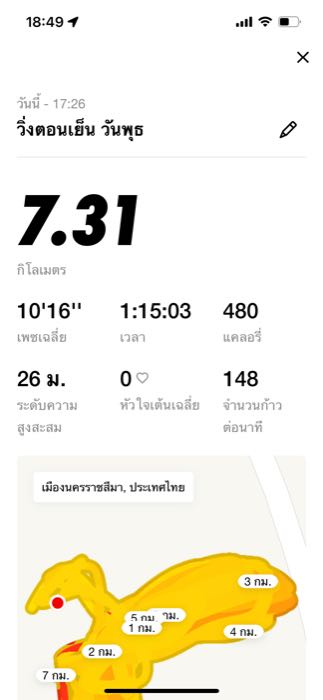 18:49
วันนี้ - 17:26
วิ่งตอนเย็น วันพุธ
7.31
กิโลเมตร
10'16'' 1:15:03 480
เพซเฉลี่ย เวลา แคลอรี่
26 ม. 0 148
ระดับความสูงสะสม หัวใจเต้นเฉลี่ย จำนวนก้าวต่อนาที
เมืองนครราชสีมา, ประเทศไทย
3 กม.
5 กม. กม.
1 กม.
4 กม.
2 กม.
7 กม.